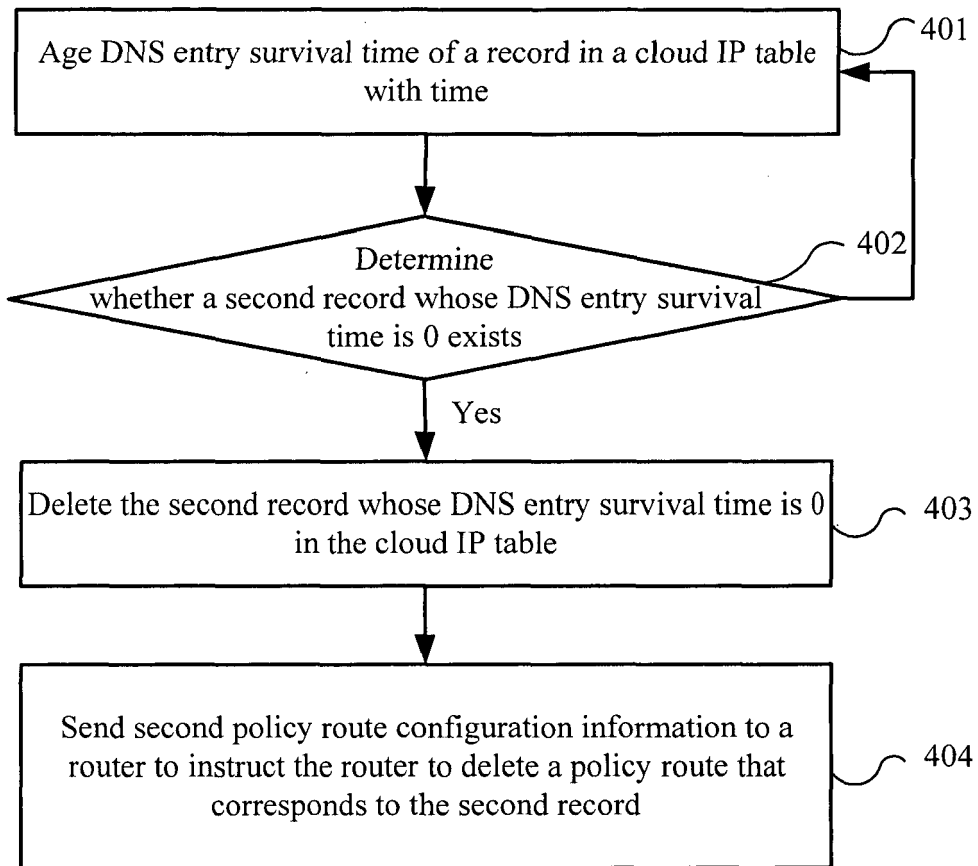 Age DNS entry survival time of a record in a cloud IP table
with time
401
Determine
whether a second record whose DNS entry survival
time is 0 exists
402
Yes
Delete the second record whose DNS entry survival time is 0
in the cloud IP table
403
Send second policy route configuration information to a
router to instruct the router to delete a policy route that
corresponds to the second record
404